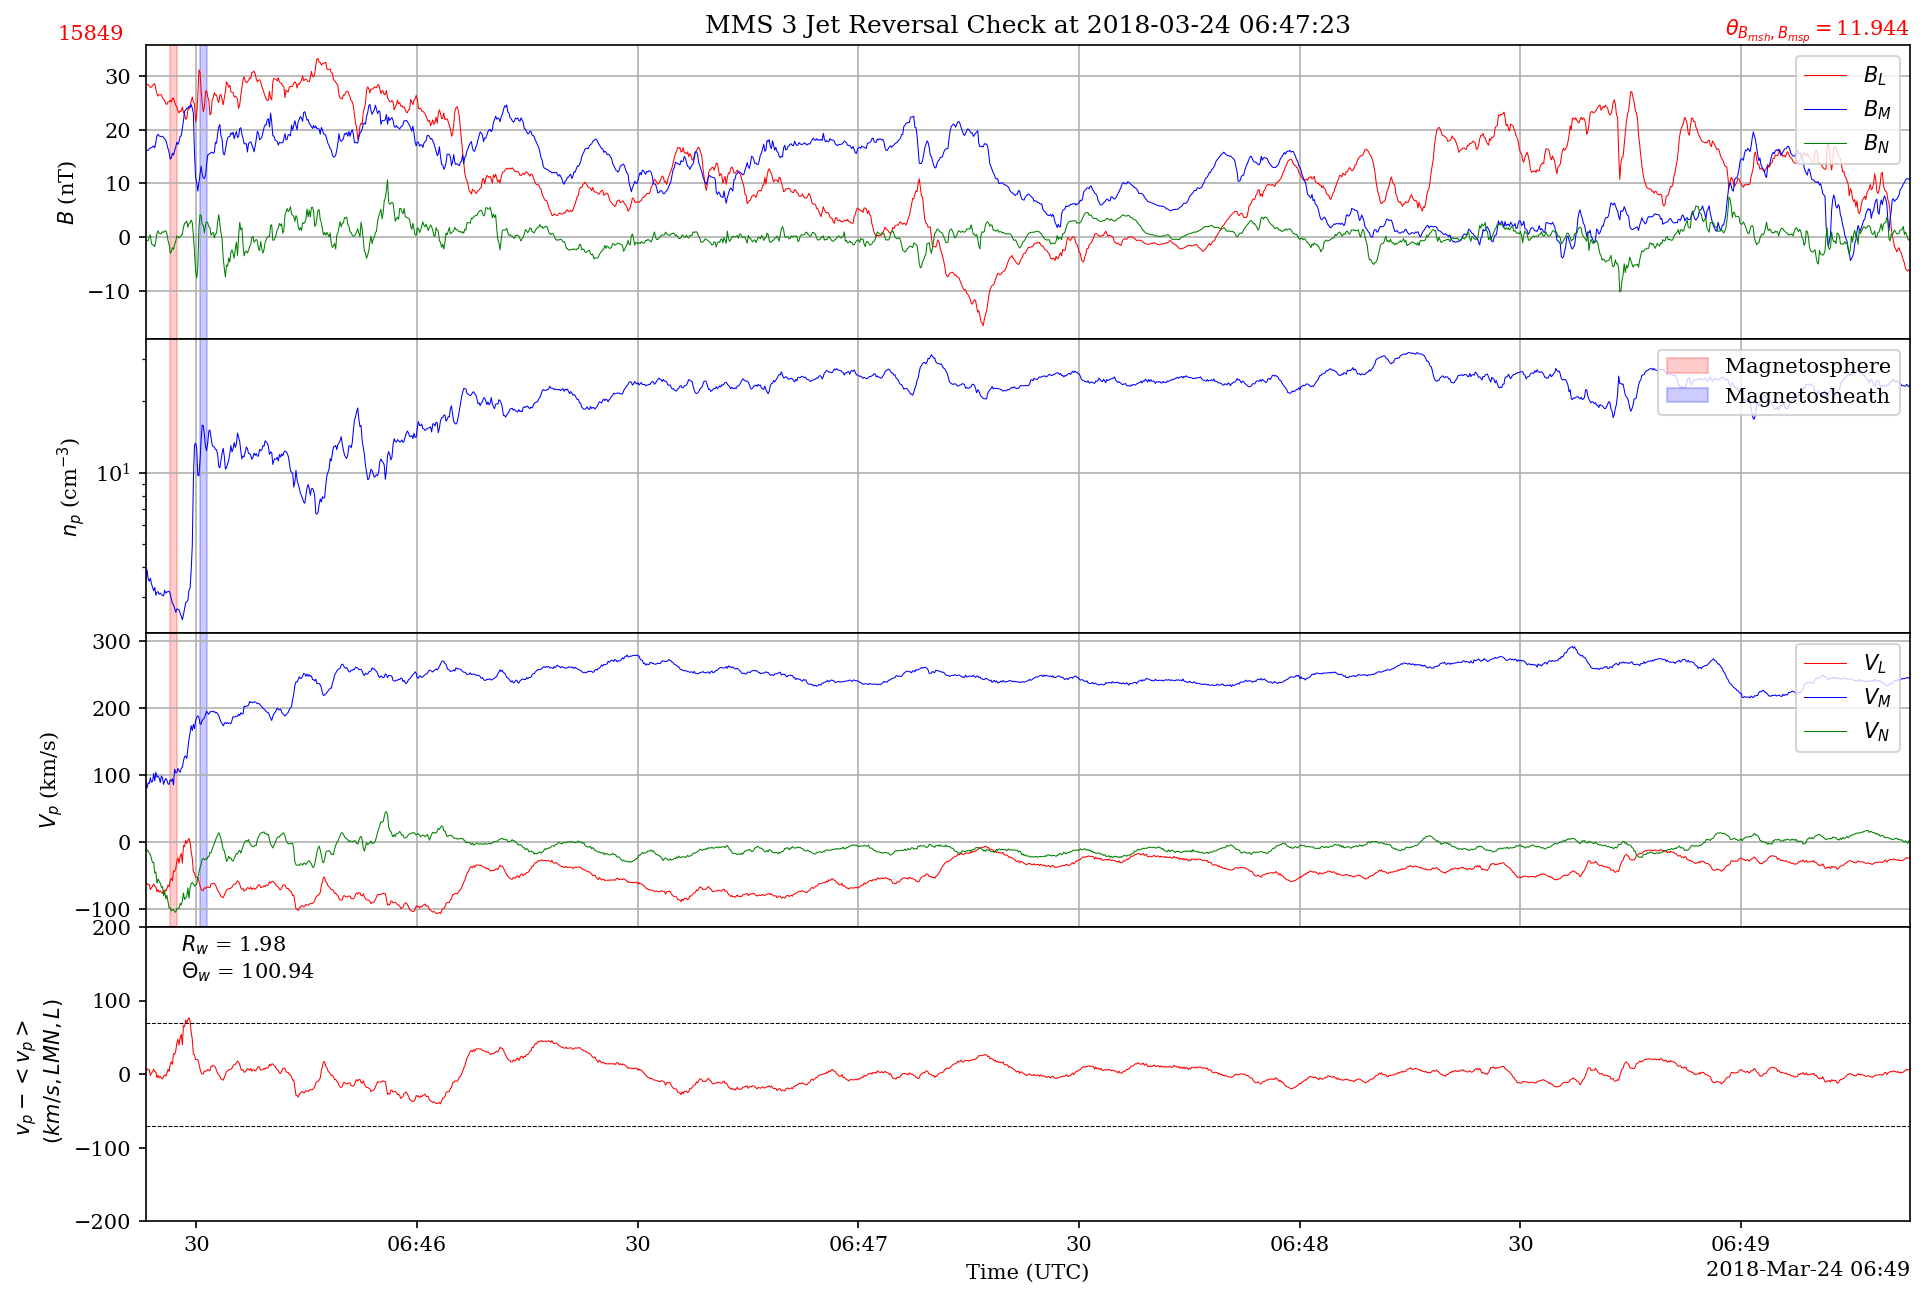 MMS 3 Jet Reversal Check at 2018-03-24 06:47:23
15849
θ_{B_{msh}, B_{msp}} = 11.944
30
20
10
0
−10
B (nT)
B_L
B_M
B_N
10^1
n_p (cm^{−3})
Magnetosphere
Magnetosheath
300
200
100
0
−100
V_p (km/s)
V_L
V_M
V_N
200
100
0
−100
−200
v_p − < v_p >
(km/s, LMN, L)
R_w = 1.98
Θ_w = 100.94
30
06:46
30
06:47
30
06:48
30
06:49
Time (UTC)
2018-Mar-24 06:49